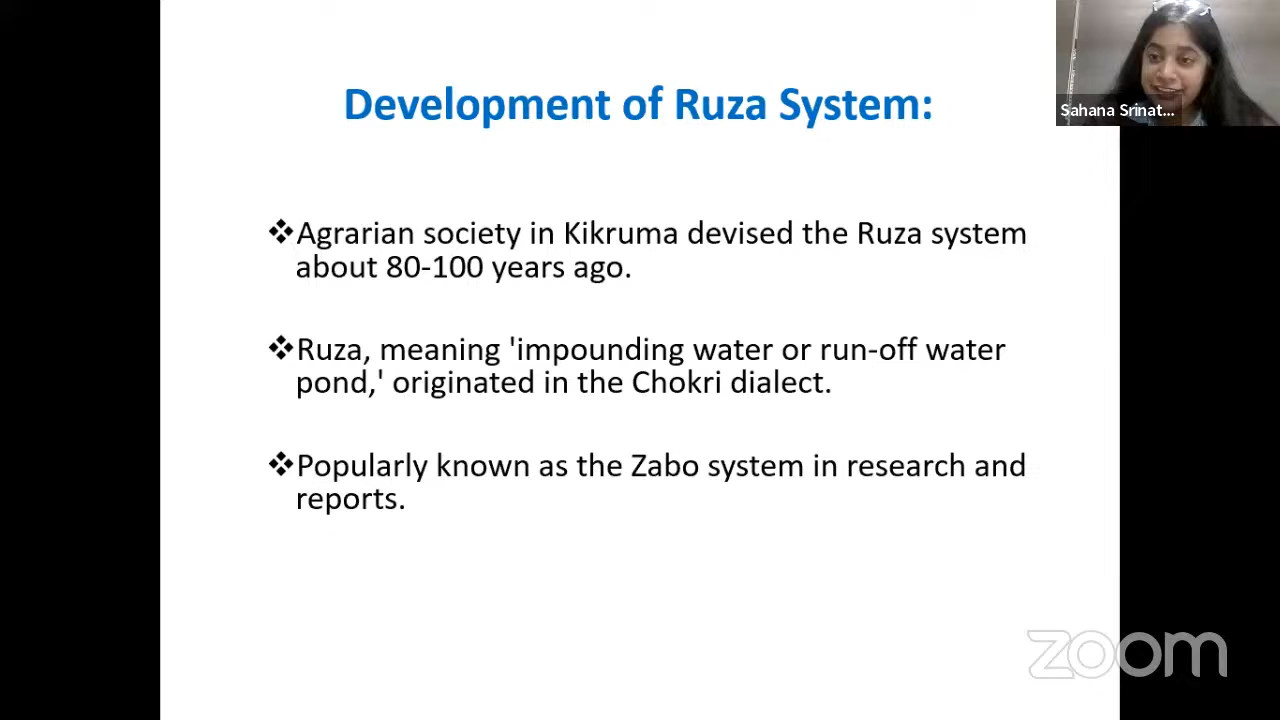 Sahana Srinat...
Development of Ruza System:
❖Agrarian society in Kikruma devised the Ruza system
about 80-100 years ago.
❖Ruza, meaning 'impounding water or run-off water
pond,' originated in the Chokri dialect.
❖Popularly known as the Zabo system in research and
reports.
zoom